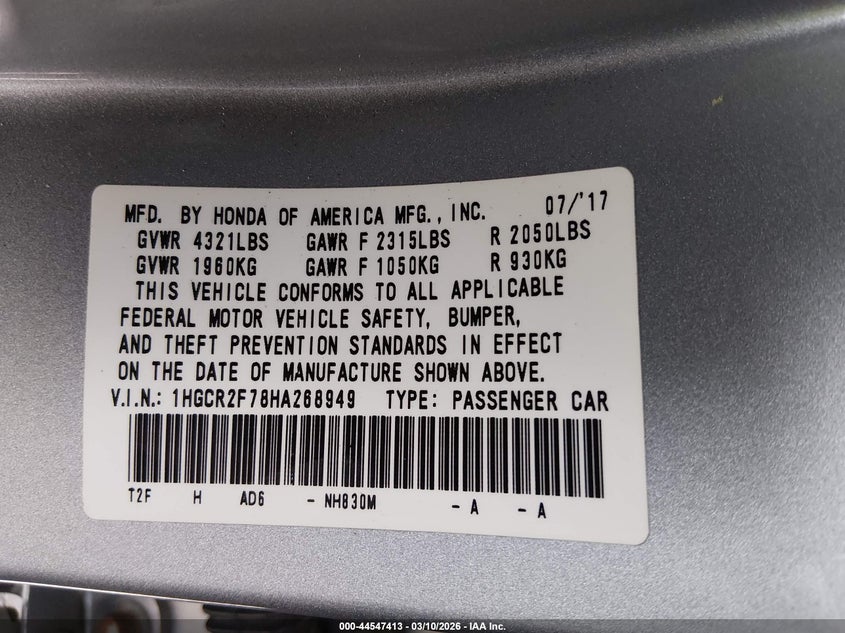 MFD. BY HONDA OF AMERICA MFG., INC. 07/'17
GVWR 4321LBS GAWR F 2315LBS R 2050LBS
GVWR 1960KG GAWR F 1050KG R 930KG
THIS VEHICLE CONFORMS TO ALL APPLICABLE
FEDERAL MOTOR VEHICLE SAFETY, BUMPER,
AND THEFT PREVENTION STANDARDS IN EFFECT
ON THE DATE OF MANUFACTURE SHOWN ABOVE.
V.I.N.: 1HGCR2F78HA268949 TYPE: PASSENGER CAR
T2F H AD6 - NH830M - A - A
000-44547413 - 03/10/2026 - IAA Inc.